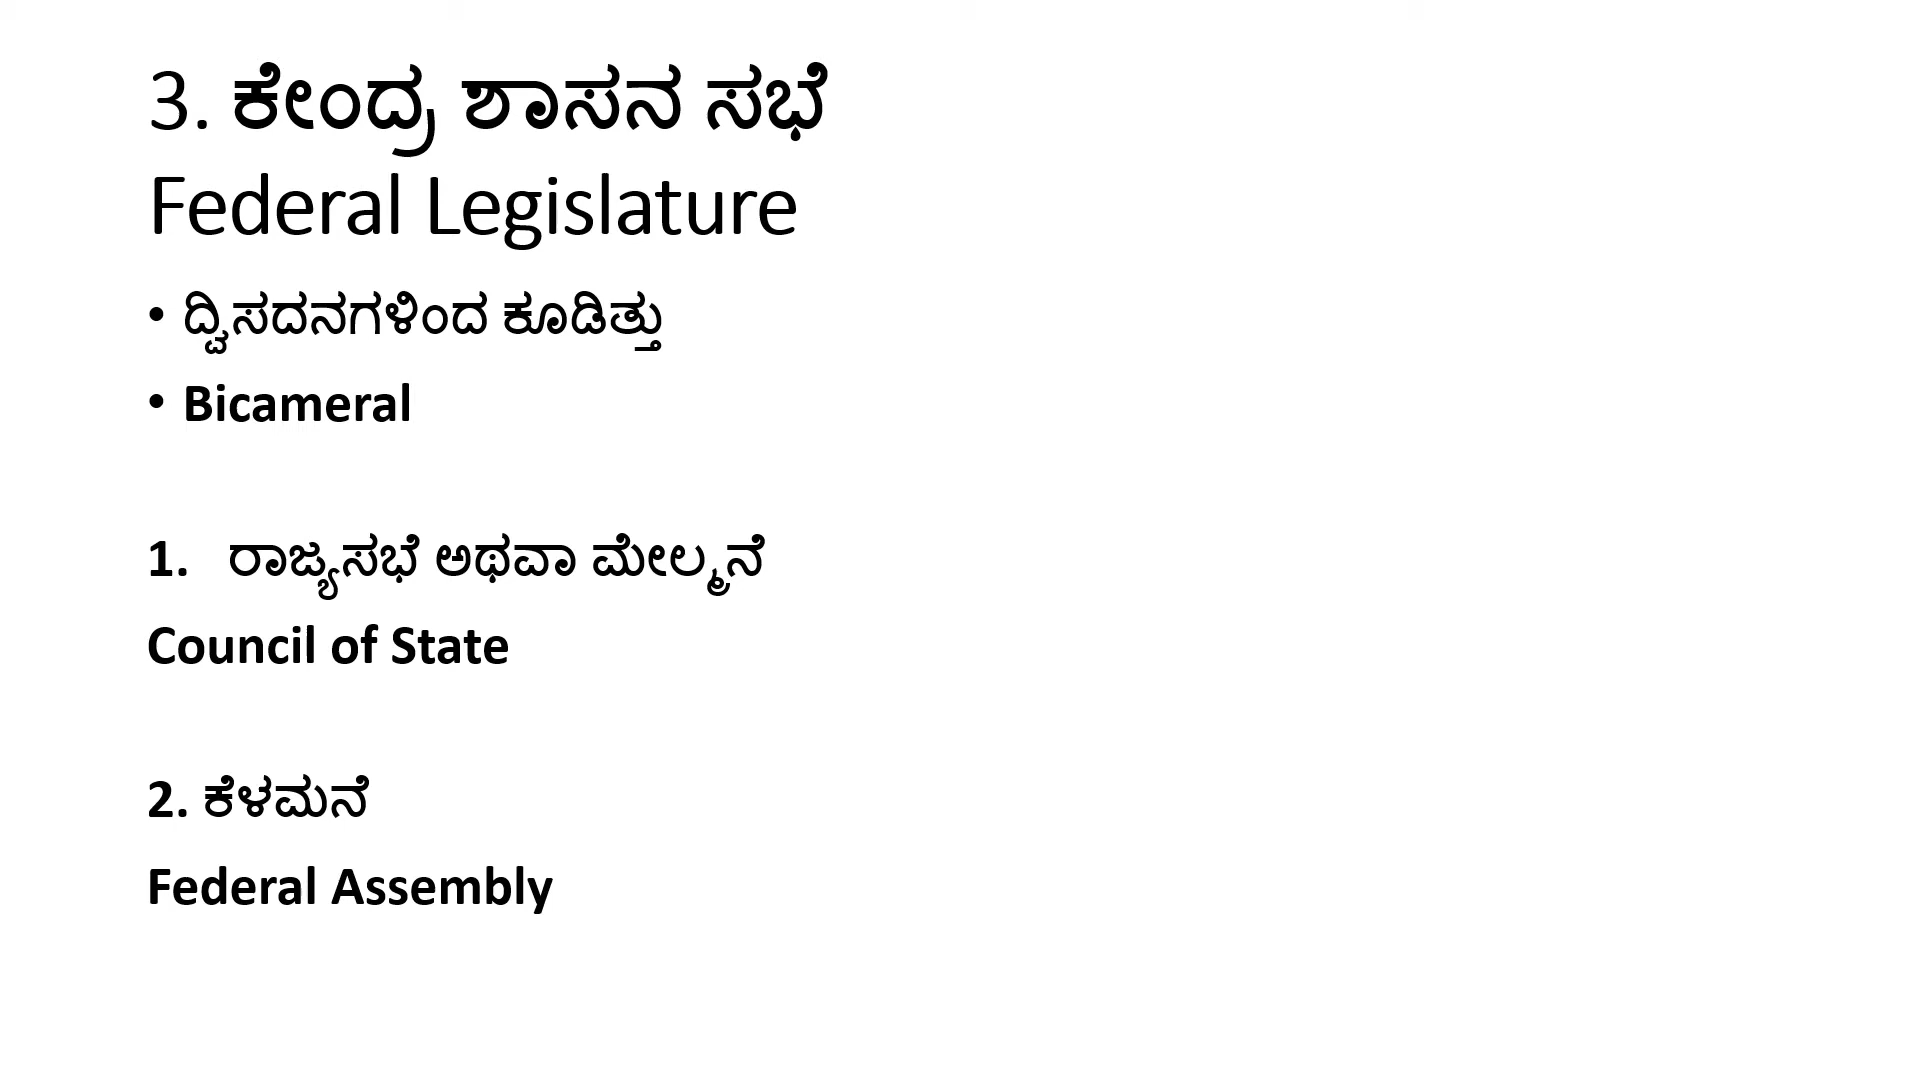 3. ಕೇಂದ್ರ ಶಾಸನ ಸಭೆ
Federal Legislature
• ದ್ವಿಸದನಗಳಿಂದ ಕೂಡಿತ್ತು
• Bicameral
1. ರಾಜ್ಯಸಭೆ ಅಥವಾ ಮೇಲ್ಮನೆ
Council of State
2. ಕೆಳಮನೆ
Federal Assembly